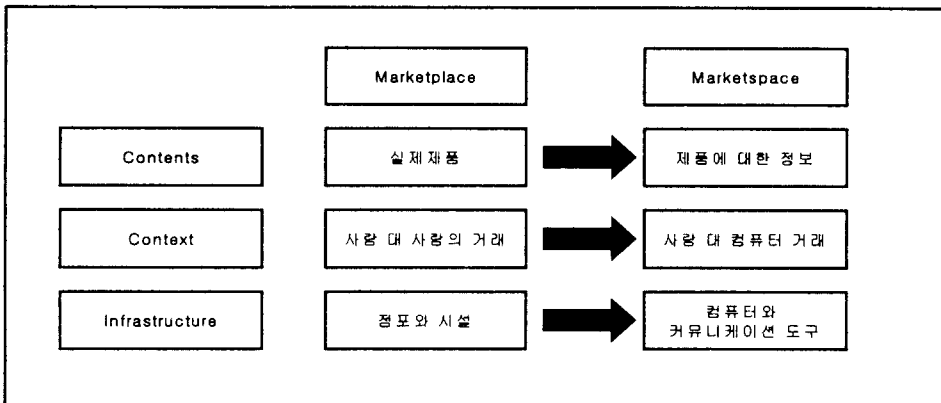 Marketplace Marketspace
Contents 실제제품 제품에 대한 정보
Context 사람 대 사람의 거래 사람 대 컴퓨터 거래
Infrastructure 점포와 시설 컴퓨터와
커뮤니케이션 도구